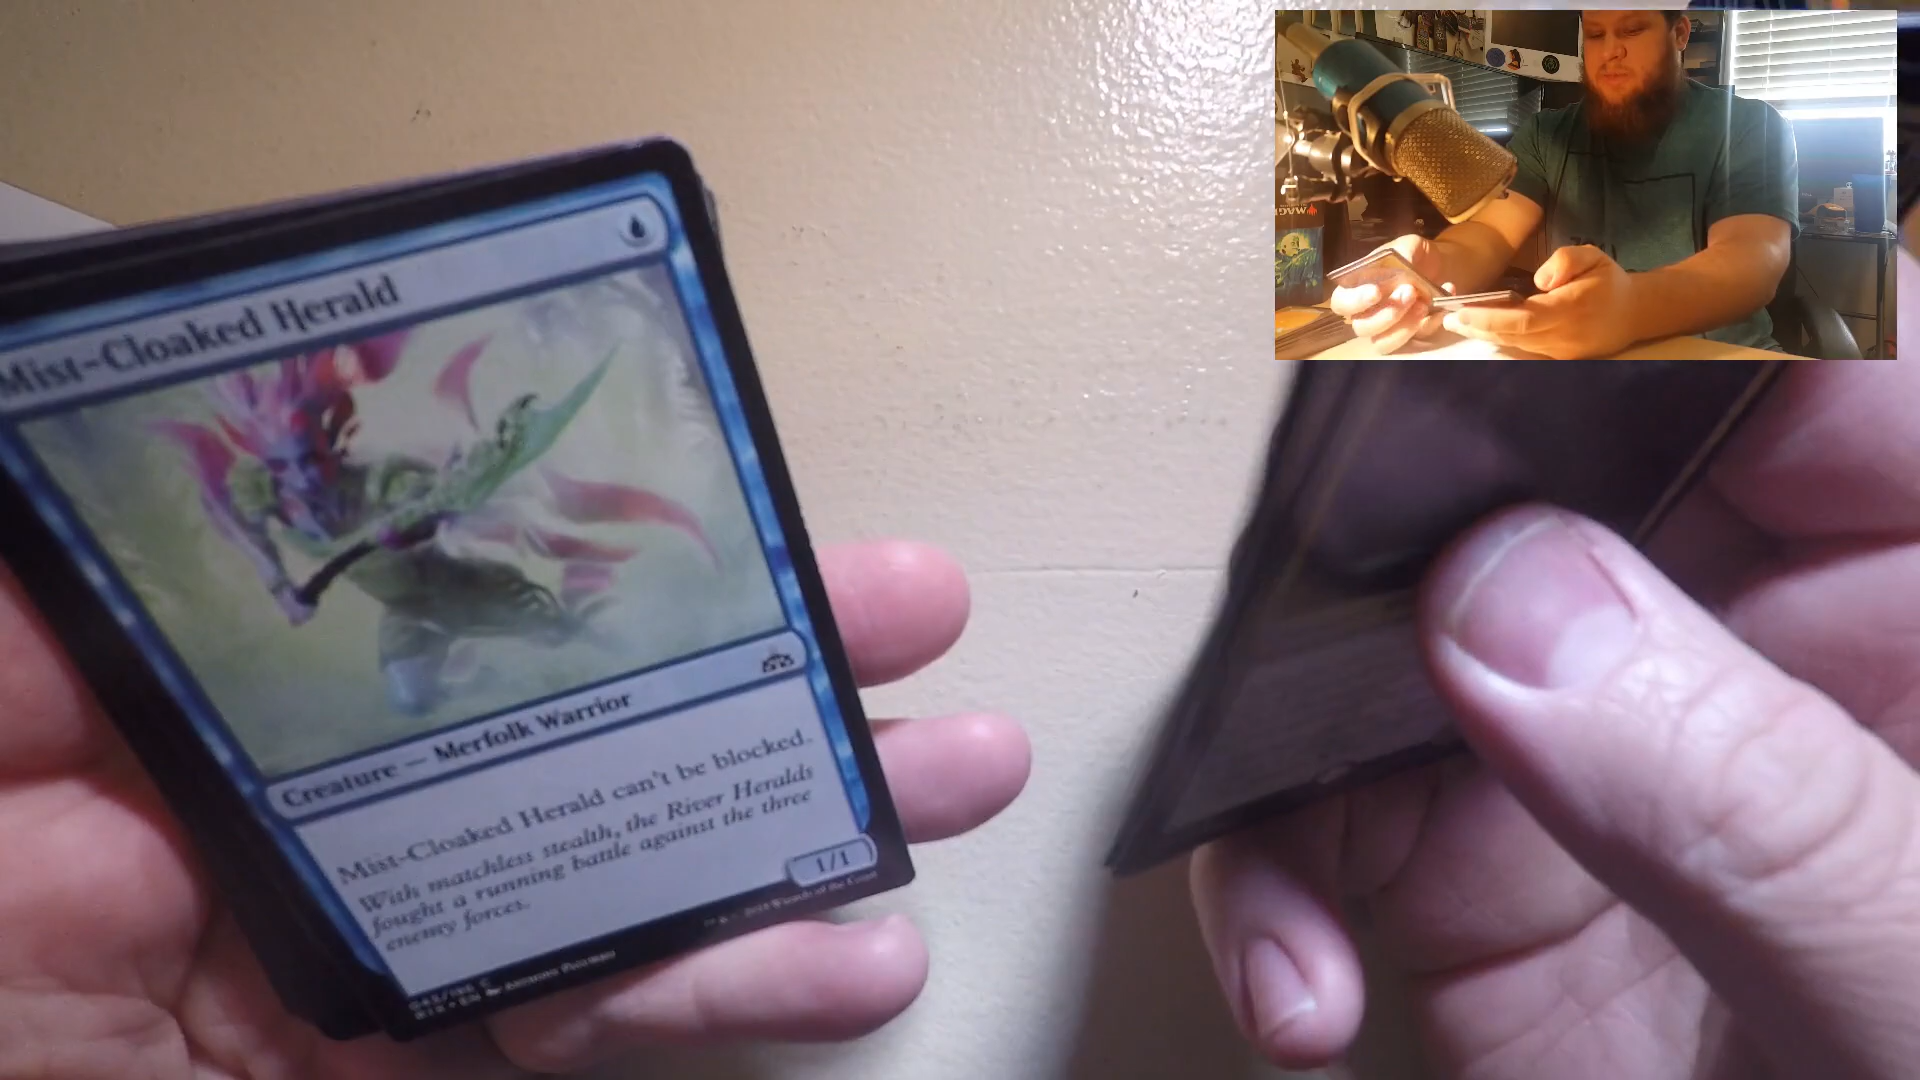 Mist-Cloaked Herald
Creature — Merfolk Warrior
Mist-Cloaked Herald can't be blocked.
With matchless stealth, the River Heralds
fought a running battle against the three
enemy forces.
1/1